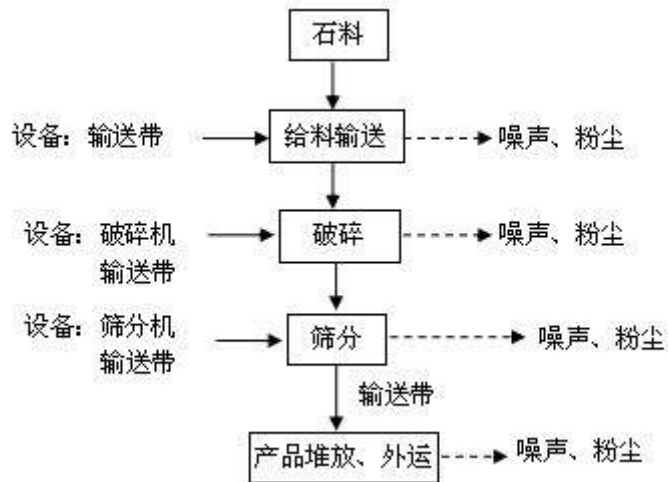 石料
设备：输送带
给料输送
噪声、粉尘
设备：破碎机
输送带
破碎
噪声、粉尘
设备：筛分机
输送带
筛分
噪声、粉尘
输送带
产品堆放、外运
噪声、粉尘